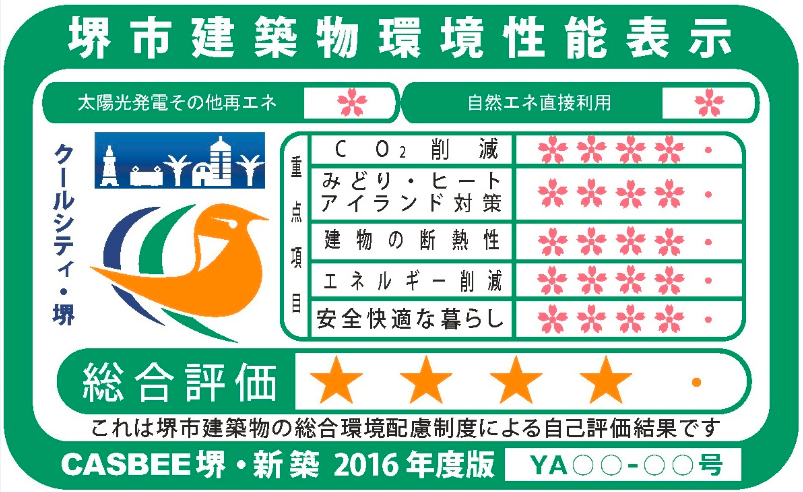 堺市建築物環境性能表示
太陽光発電その他再エネ
自然エネ直接利用
クールシティ・堺
重点項目
CO2削減
みどり・ヒート
アイランド対策
建物の断熱性
エネルギー削減
安全快適な暮らし
総合評価
これは堺市建築物の総合環境配慮制度による自己評価結果です
CASBEE堺・新築 2016年度版
YA○○-○○号